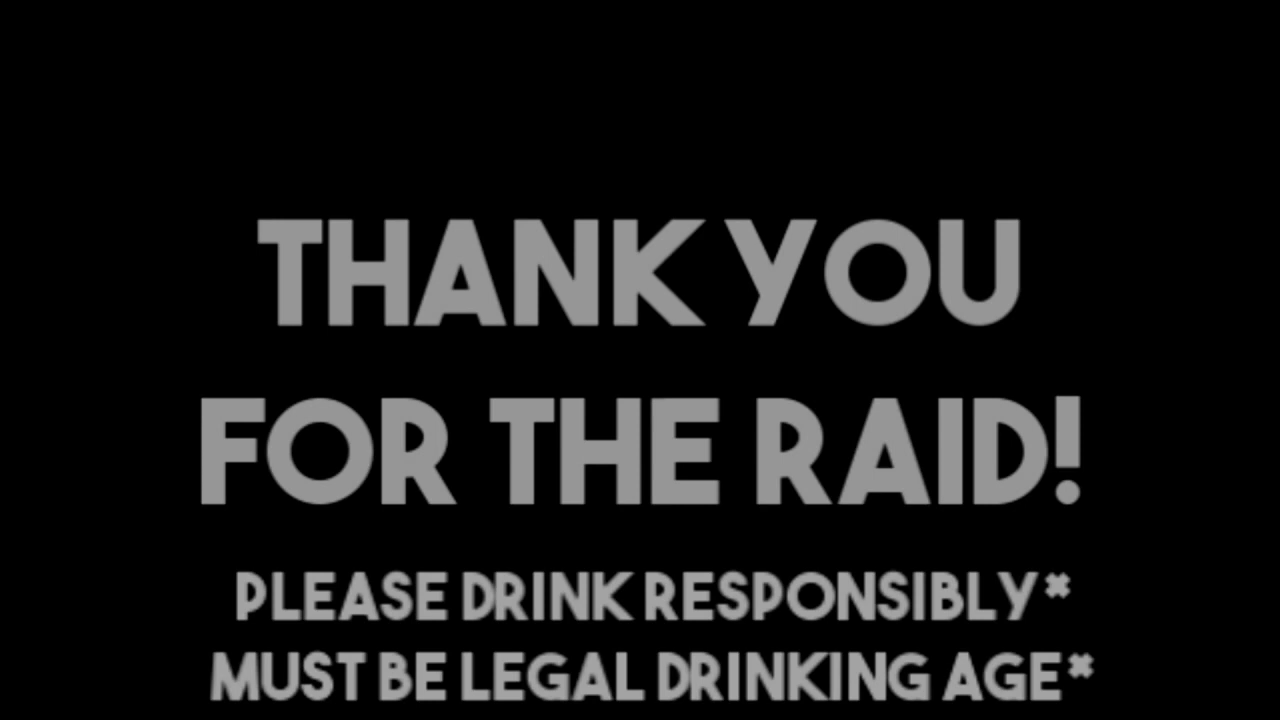 THANK YOU
FOR THE RAID!
PLEASE DRINK RESPONSIBLY*
MUST BE LEGAL DRINKING AGE*